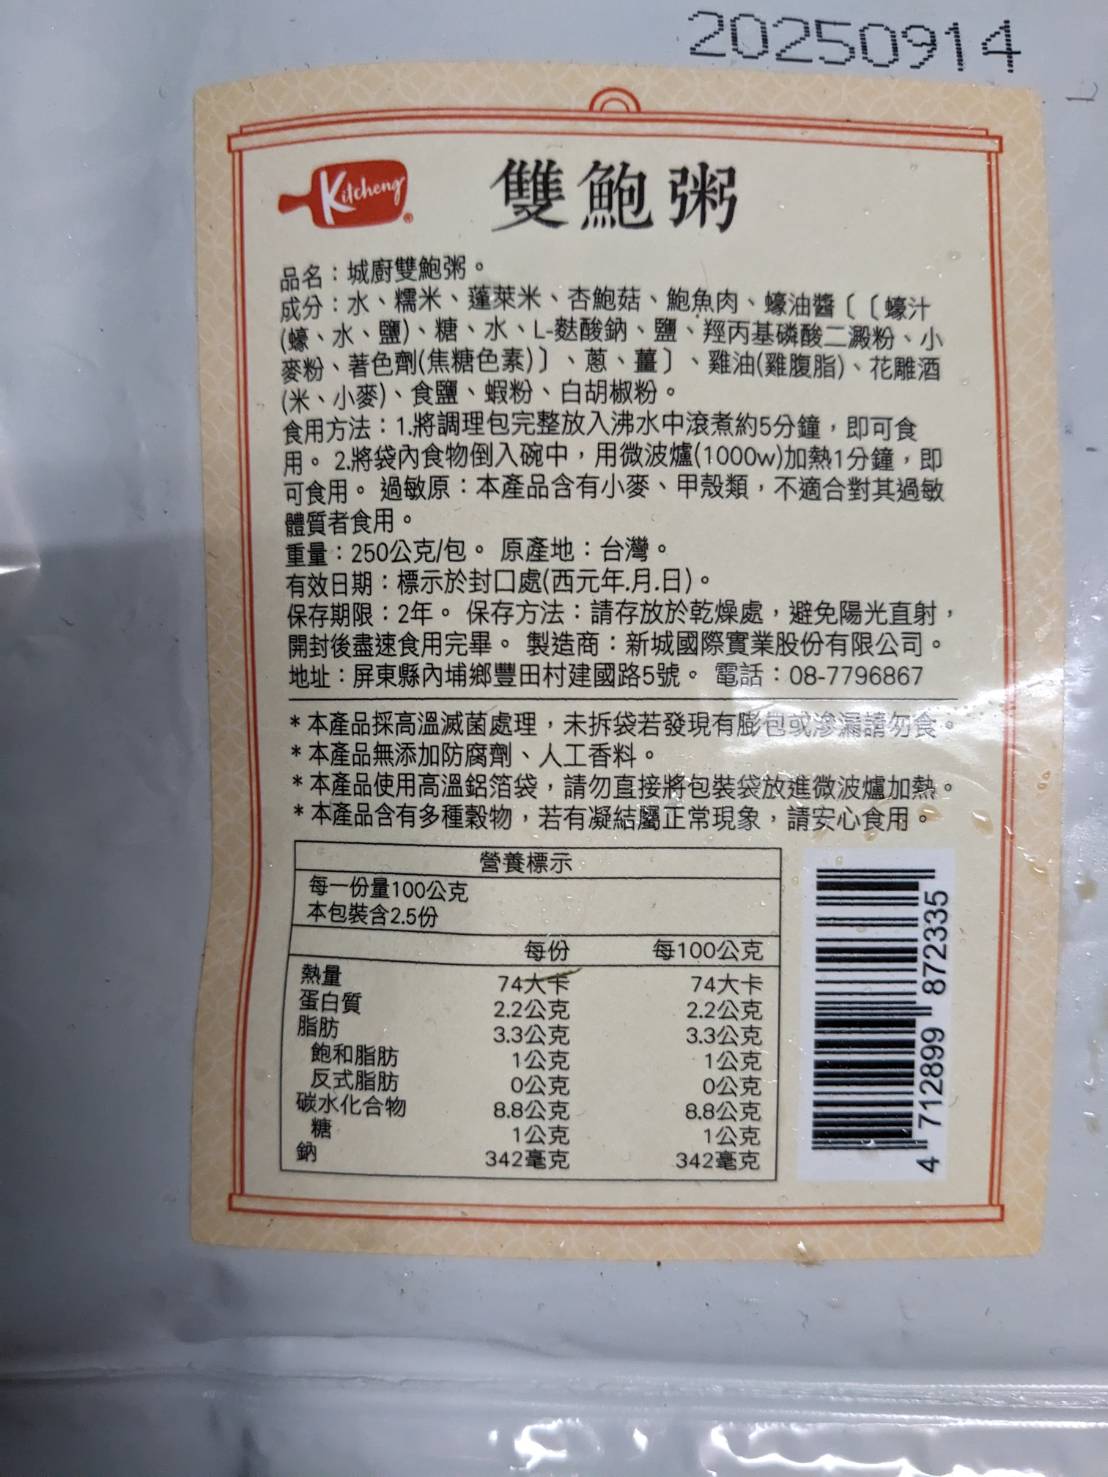 20250914
Kitcheng®
雙鮑粥
品名：城廚雙鮑粥。
成分：水、糯米、蓬萊米、杏鮑菇、鮑魚肉、蠔油醬〔〔蠔汁
(蠔、水、鹽)、糖、水、L-麩酸鈉、鹽、羥丙基磷酸二澱粉、小
麥粉、著色劑(焦糖色素)〕、蔥、薑〕、雞油(雞腹脂)、花雕酒
(米、小麥)、食鹽、蝦粉、白胡椒粉。
食用方法：1.將調理包完整放入沸水中滾煮約5分鐘，即可食
用。 2.將袋內食物倒入碗中，用微波爐(1000w)加熱1分鐘，即
可食用。 過敏原：本產品含有小麥、甲殼類，不適合對其過敏
體質者食用。
重量：250公克/包。 原產地：台灣。
有效日期：標示於封口處(西元年.月.日)。
保存期限：2年。 保存方法：請存放於乾燥處，避免陽光直射，
開封後盡速食用完畢。 製造商：新城國際實業股份有限公司。
地址：屏東縣內埔鄉豐田村建國路5號。 電話：08-7796867
*本產品採高溫滅菌處理，未拆袋若發現有膨包或滲漏請勿食。
*本產品無添加防腐劑、人工香料。
*本產品使用高溫鋁箔袋，請勿直接將包裝袋放進微波爐加熱。
*本產品含有多種穀物，若有凝結屬正常現象，請安心食用。
營養標示
每一份量100公克
本包裝含2.5份
每份 每100公克
熱量 74大卡 74大卡
蛋白質 2.2公克 2.2公克
脂肪 3.3公克 3.3公克
飽和脂肪 1公克 1公克
反式脂肪 0公克 0公克
碳水化合物 8.8公克 8.8公克
糖 1公克 1公克
鈉 342毫克 342毫克
4 712899 872335